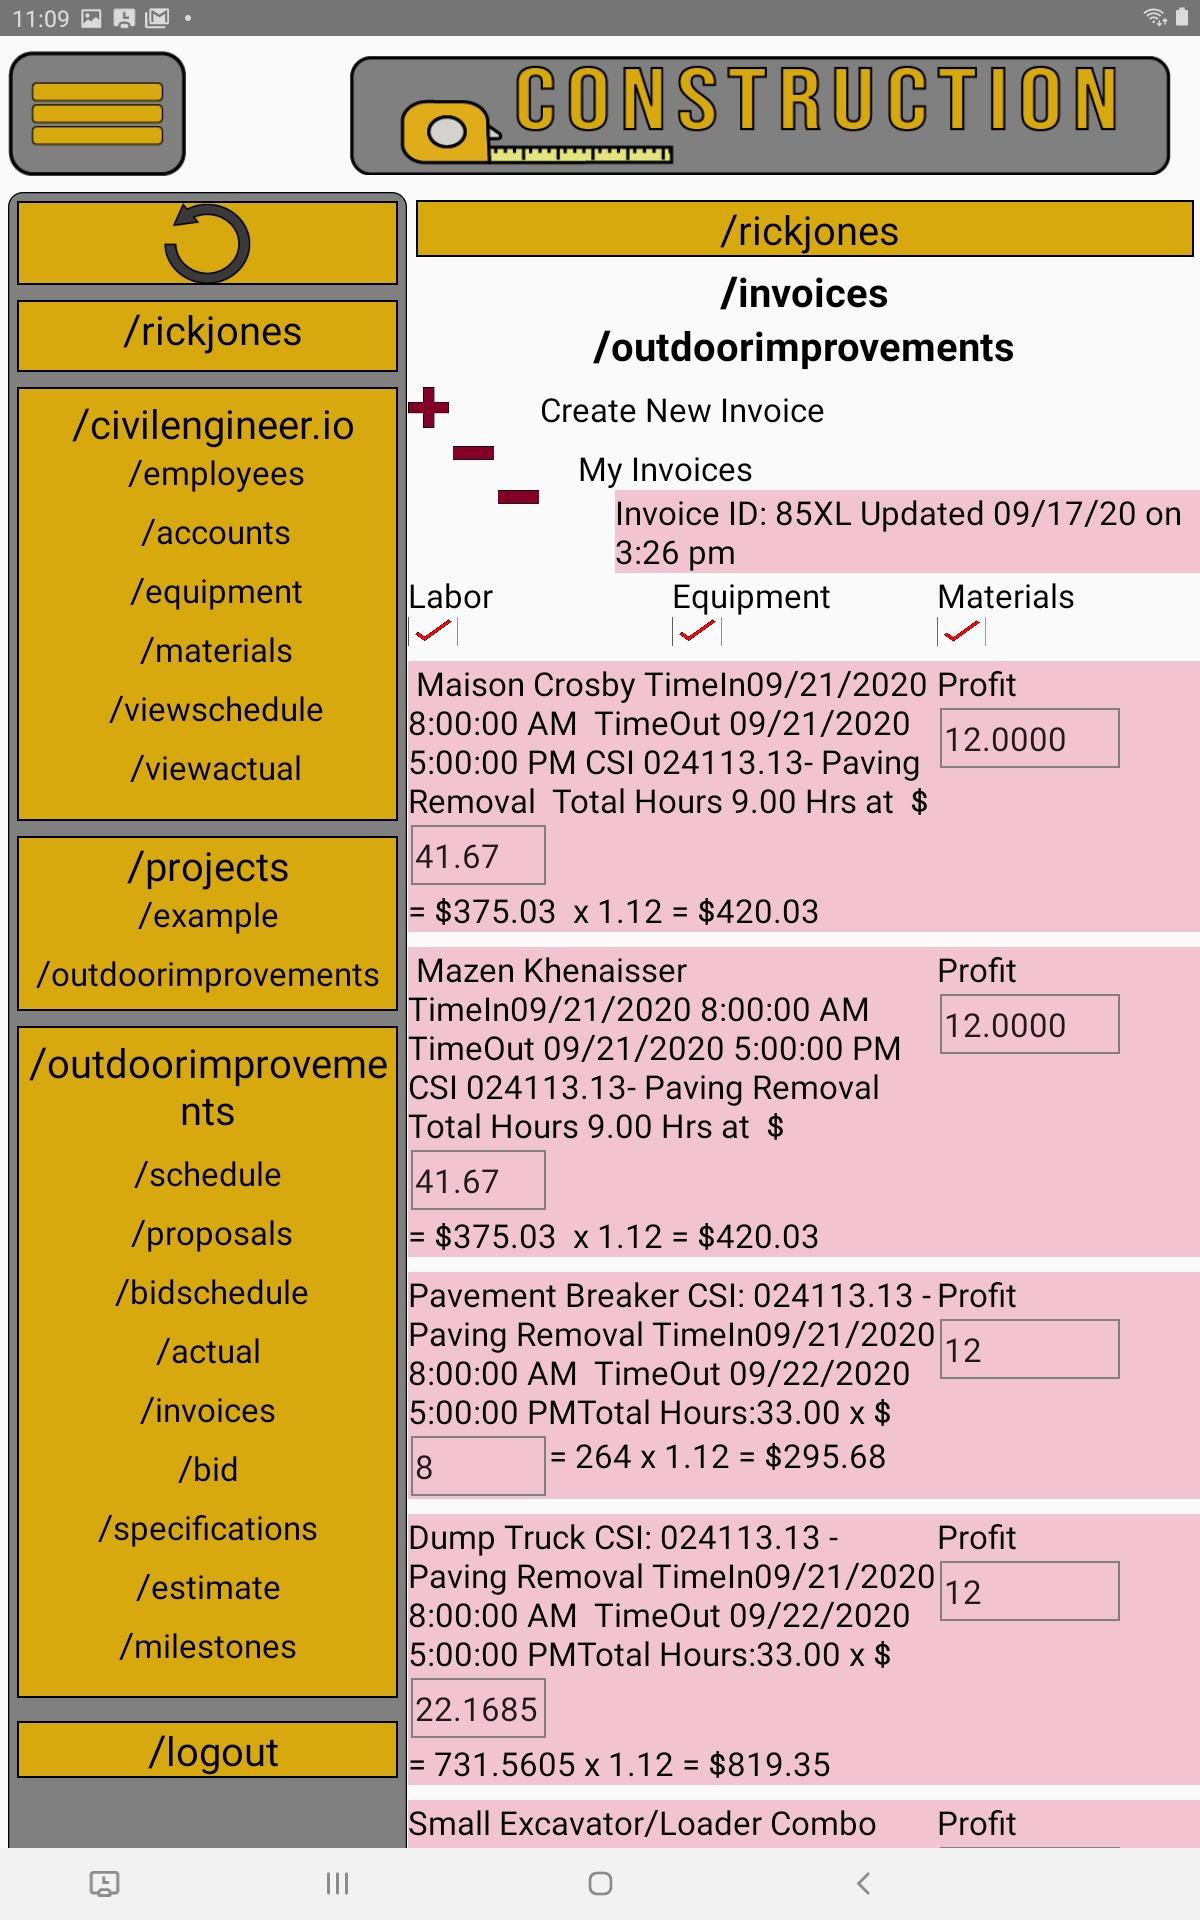 11:09
CONSTRUCTION
/rickjones
/civilengineer.io
/employees
/accounts
/equipment
/materials
/viewschedule
/viewactual
/projects
/example
/outdoorimprovements
/outdoorimproveme
nts
/schedule
/proposals
/bidschedule
/actual
/invoices
/bid
/specifications
/estimate
/milestones
/logout
/rickjones
/invoices
/outdoorimprovements
Create New Invoice
My Invoices
Invoice ID: 85XL Updated 09/17/20 on
3:26 pm
Labor Equipment Materials
Maison Crosby TimeIn09/21/2020 Profit
8:00:00 AM TimeOut 09/21/2020
12.0000
5:00:00 PM CSI 024113.13- Paving
Removal Total Hours 9.00 Hrs at $
41.67
= $375.03 x 1.12 = $420.03
Mazen Khenaisser Profit
TimeIn09/21/2020 8:00:00 AM
12.0000
TimeOut 09/21/2020 5:00:00 PM
CSI 024113.13- Paving Removal
Total Hours 9.00 Hrs at $
41.67
= $375.03 x 1.12 = $420.03
Pavement Breaker CSI: 024113.13 - Profit
Paving Removal TimeIn09/21/2020
12
8:00:00 AM TimeOut 09/22/2020
5:00:00 PMTotal Hours:33.00 x $
8 = 264 x 1.12 = $295.68
Dump Truck CSI: 024113.13 - Profit
Paving Removal TimeIn09/21/2020
12
8:00:00 AM TimeOut 09/22/2020
5:00:00 PMTotal Hours:33.00 x $
22.1685
= 731.5605 x 1.12 = $819.35
Small Excavator/Loader Combo Profit